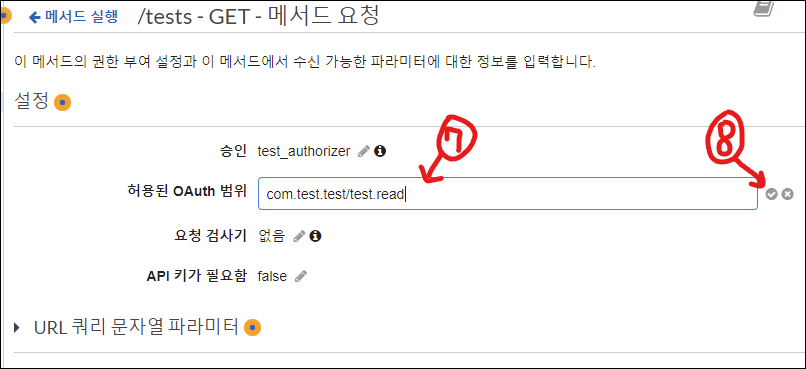 메서드 실행 /tests - GET - 메서드 요청
이 메서드의 권한 부여 설정과 이 메서드에서 수신 가능한 파라미터에 대한 정보를 입력합니다.
설정
승인 test_authorizer
7
8
허용된 OAuth 범위 com.test.test/test.read
요청 검사기 없음
API 키가 필요함 false
URL 쿼리 문자열 파라미터